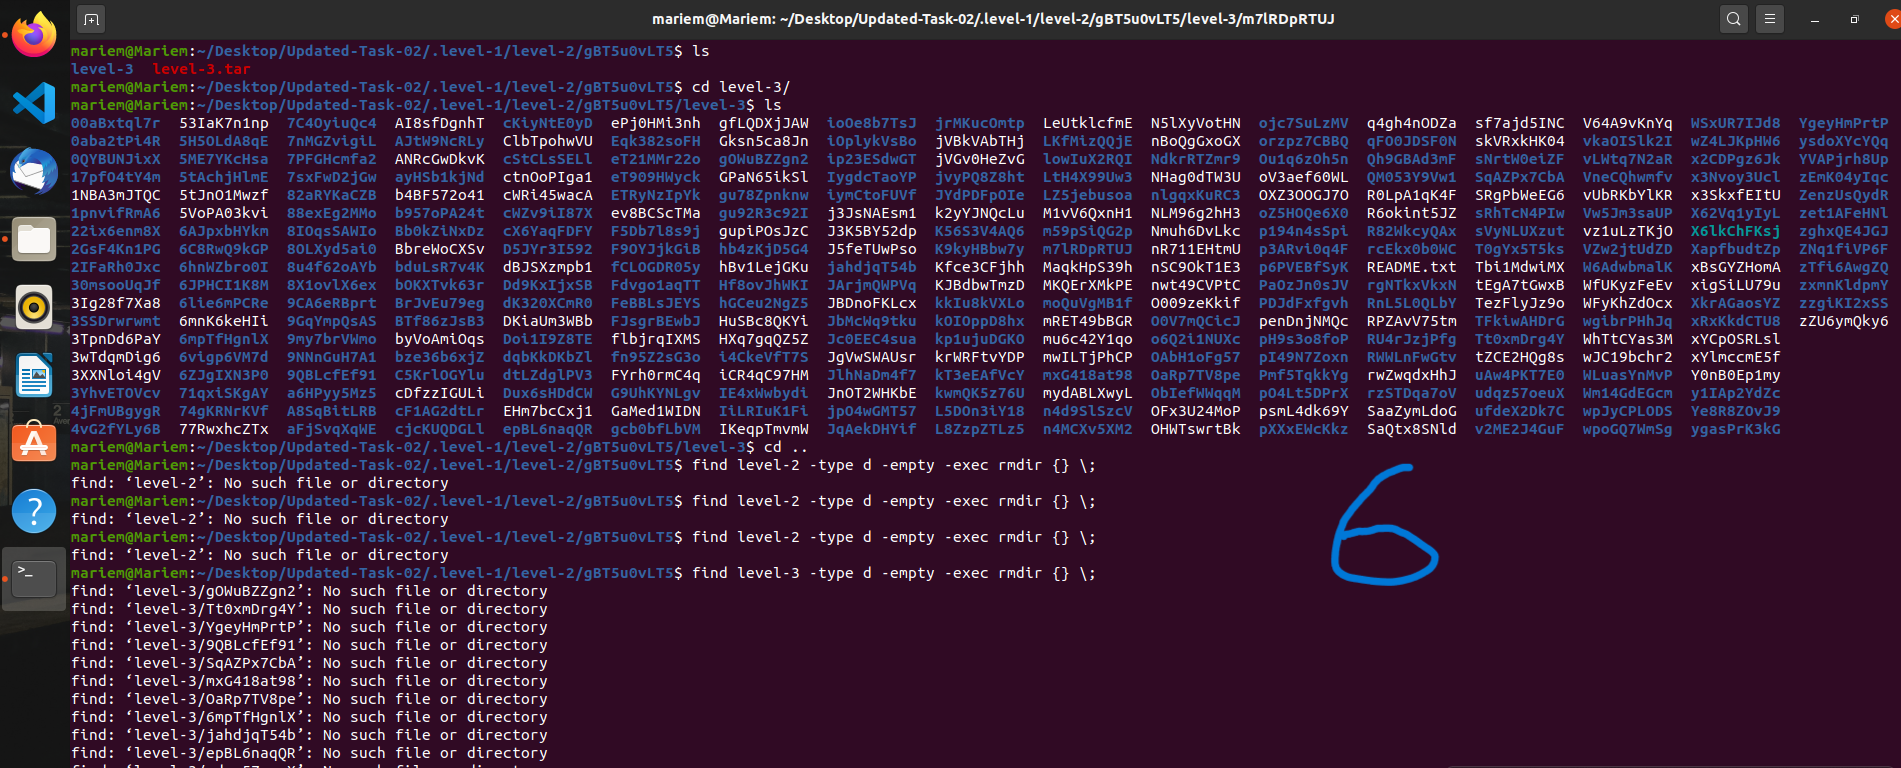 mariem@Mariem: ~/Desktop/Updated-Task-02/.level-1/level-2/gBT5u0vLT5/level-3/m7lRDpRTUJ
mariem@Mariem:~/Desktop/Updated-Task-02/.level-1/level-2/gBT5u0vLT5$ ls
level-3 level-3.tar
mariem@Mariem:~/Desktop/Updated-Task-02/.level-1/level-2/gBT5u0vLT5$ cd level-3/
mariem@Mariem:~/Desktop/Updated-Task-02/.level-1/level-2/gBT5u0vLT5/level-3$ ls
00aBxtql7r 53IaK7n1np 7C4OyiuQc4 AI8sfDgnhT cKiyNtE0yD ePj0HMi3nh gfLQDXjJAW ioOe8b7TsJ jrMKucOmtp LeUtklcfmE N5lXyVotHN ojc7SuLzMV q4gh4nODZa sf7ajd5INC V64A9vKnYq WSxUR7IJd8 YgeyHmPrtP
0aba2tPi4R 5H5OLdA8qE 7nMGZvigiL AJtW9NcRLy ClbTpohwVU Eqk382soFH Gksn5ca8Jn iOplykVsBo jVBkVAbTHj LKfMizQQjE nBoQgGxoGX orzpz7CBBQ qFO0JDSF0N skVRxkHK04 vkaOISlk2I wZ4LJKpHW6 ysdoXYcYQq
0QYBUNJixX 5ME7YKcHsa 7PFGHcmfa2 ANRcGwDkvK cStCLsSELl eT21MMr22o gOWuBZZgn2 ip23ESdwGT jVGv0HeZvG lowIuX2RQI NdkrRTZmr9 Ou1q6zOh5n Qh9GBAd3mF sNrtW0eiZF vLWtq7N2aR x2CDPgz6Jk YVAPjrh8Up
17pfO4tY4m 5tAchjHlmE 7sxFwD2jGw ayHSb1kjNd ctnOoPIga1 eT909HWyck GPaN65ikSl IygdcTaoYP jvyPQ8Z8ht LtH4X99Uw3 NHag0dTW3U oV3aef60WL QM053Y9Vw1 SqAZPx7CbA VneCQhwmfv x3Nvoy3Ucl zEmK04yIqc
1NBA3mJTQC 5tJnO1Mwzf 82aRYKaCZB b4BF572o41 cWRi45wacA ETRyNzIpYk gu78Zpnknw iymCtoFUVf JYdPDFpOIe LZ5jebusoa nlgqxKuRC3 OXZ3OOGJ7O R0LpA1qK4F SRgPbWeEG6 vUbRKbYlKR x3SkxfEItU ZenzUsQydR
1pnvifRmA6 5VoPA03kvi 88exEg2MMo b957oPA24t cWZv9iI87X ev8BCScTMa gu92R3c92I j3JsNAEsm1 k2yYJNQcLu M1vV6QxnH1 NLM96g2hH3 oZ5HOQe6X0 R6okint5JZ sRhTcN4PIw Vw5Jm3saUP X62Vq1yIyL zet1AFeHNl
22ix6enm8X 6AJpxbHYkm 8IOqsSAWIo Bb0kZiNxDz cX6YaqFDFY F5Db7l8s9j gupiPOsJzC J3K5BY52dp K56S3V4AQ6 m59pSiQG2p Nmuh6DvLkc p194n4sSpi R82WkcyQAx sVyNLUXzut vz1uLzTKjO X6lkChFKsj zghxQE4JGJ
2GsF4Kn1PG 6C8RwQ9kGP 8OLXyd5ai0 BbreWoCXSv D5JYr3I592 F9OYJjkGiB hb4zKjD5G4 J5feTUwPso K9kyHBbw7y m7lRDpRTUJ nR711EHtmU p3ARvi0q4F rcEkx0b0WC T0gYx5T5ks VZw2jtUdZD XapfbudtZp ZNq1fiVP6F
2IFaRh0Jxc 6hnWZbro0I 8u4f62oAYb bduLsR7v4K dBJSXzmpb1 fCLOGDR05y hBv1LejGKu jahdjqT54b Kfce3CFjhh MaqkHpS39h nSC9OkT1E3 p6PVEBfSyK README.txt Tbi1MdwiMX W6AdwbmalK xBsGYZHomA zTfi6AwgZQ
30msooUqJf 6JPHCI1K8M 8X1ovlX6ex bOKXTvk63r Dd9KxIjxSB Fdvgo1aqTT Hf8ovJhWKI JArjmQWPVq KJBdbwTmzD MKQErXMkPE nwt49CVPtC PaOzJn0sJV rgNTkxVkxN tEgA7tGwxB WfUKyzFeEv xigSiLU79u zxmnKldpmY
3Ig28f7Xa8 6lie6mPCRe 9CA6eRBprt BrJvEu79eg dK320XCmR0 FeBBLsJEYS hoCeu2NgZ5 JBDnoFKLcx kkIu8kVXLo moQuVgMB1f O009zeKkif PDJdFxfgvh RnL5L0QLbY TezFlyJz9o WFyKhZdOcx XkrAGaosYZ zzgiKI2xSS
3SSDrwrwmt 6mnK6keHIi 9GqYmpQsAS BTf86zJsB3 DKiaUm3WBb FJsgrBEwbJ HuSBc8QKYi JbMcWq9tku kOIOppD8hx mRET49bBGR O0V7mQCicJ penDnjNMQc RPZAvV75tm TFkiwAHDrG wgibrPHhJq xRxKkdCTU8 zZU6ymQky6
3TpnDd6PaY 6mpTfHgnlX 9my7brVWmo byVoAmiOqs Doi1I9Z8TE flbjrqIXMS HXq7gqQZ5Z Jc0EEC4sua kp1ujuDGKO mu6c42Y1qo o6Q2i1NUXc pH9s3o8foP RU4rJzjPfg Tt0xmDrg4Y WhTtCYas3M xYCpOSRLsl
3wTdqmDig6 6vigp6VM7d 9NNnGuH7A1 bze36b6xjZ dqbKkDKbZl fn95Z2sG3o i4CkeVfT7S JgVwSWAUsr krWRFtvYDP mwILTjPhCP OAbH1oFg57 pI49N7Zoxn RWWLnFwGtv tZCE2HQg8s wJC19bchr2 xYlmccmE5f
3XXNloi4gV 6ZJgIXN3P0 9QBLcfEf91 C5KrlOGYlu dtLZdglPV3 FYrh0rmC4q iCR4qC97HM JlhNaDm4f7 kT3eEAfVcY mxG418at98 OaRp7TV8pe Pmf5TqkkYg rwZwqdxHhJ uAw4PKT7E0 WLuasYnMvP Y0nB0Ep1my
3YhvETOVcv 71qxiSKgAY a6HPyy5Mz5 cDfzzIGULi Dux6sHDdCW G9UhKYNLgv IE4xWwbydi JnOT2WHKbE kwmQK5z76U mydABLXwyL ObIefWWqqM pO4Lt5DPrX rzSTDqa7oV udqz57oeuX Wm14GdEGcm y1IAp2YdZc
4jFmUBgygR 74gKRNrKVf A8SqBitLRB cF1AG2dtLr EHm7bcCxj1 GaMed1WIDN IiLRIuK1Fi jpO4wGMT57 L5DOn3iY18 n4d9SlSzcV OFx3U24MoP psmL4dk69Y SaaZymLdoG ufdeX2Dk7C wpJyCPLODS Ye8R8ZOvJ9
4vG2fYLy6B 77RwxhcZTx aFjSvqXqWE cjcKUQDGLl epBL6naqQR gcb0bfLbVM IKeqpTmvmW JqAekDHYif L8ZzpZTLz5 n4MCXv5XM2 OHWTswrtBk pXXxEWcKkz SaQtx8SNld v2ME2J4GuF wpoGQ7WmSg ygasPrK3kG
mariem@Mariem:~/Desktop/Updated-Task-02/.level-1/level-2/gBT5u0vLT5/level-3$ cd ..
mariem@Mariem:~/Desktop/Updated-Task-02/.level-1/level-2/gBT5u0vLT5$ find level-2 -type d -empty -exec rmdir {} \;
find: ‘level-2’: No such file or directory
mariem@Mariem:~/Desktop/Updated-Task-02/.level-1/level-2/gBT5u0vLT5$ find level-2 -type d -empty -exec rmdir {} \;
find: ‘level-2’: No such file or directory
mariem@Mariem:~/Desktop/Updated-Task-02/.level-1/level-2/gBT5u0vLT5$ find level-2 -type d -empty -exec rmdir {} \;
find: ‘level-2’: No such file or directory
mariem@Mariem:~/Desktop/Updated-Task-02/.level-1/level-2/gBT5u0vLT5$ find level-3 -type d -empty -exec rmdir {} \;
find: ‘level-3/gOWuBZZgn2’: No such file or directory
find: ‘level-3/Tt0xmDrg4Y’: No such file or directory
find: ‘level-3/YgeyHmPrtP’: No such file or directory
find: ‘level-3/9QBLcfEf91’: No such file or directory
find: ‘level-3/SqAZPx7CbA’: No such file or directory
find: ‘level-3/mxG418at98’: No such file or directory
find: ‘level-3/OaRp7TV8pe’: No such file or directory
find: ‘level-3/6mpTfHgnlX’: No such file or directory
find: ‘level-3/jahdjqT54b’: No such file or directory
find: ‘level-3/epBL6naqQR’: No such file or directory
6